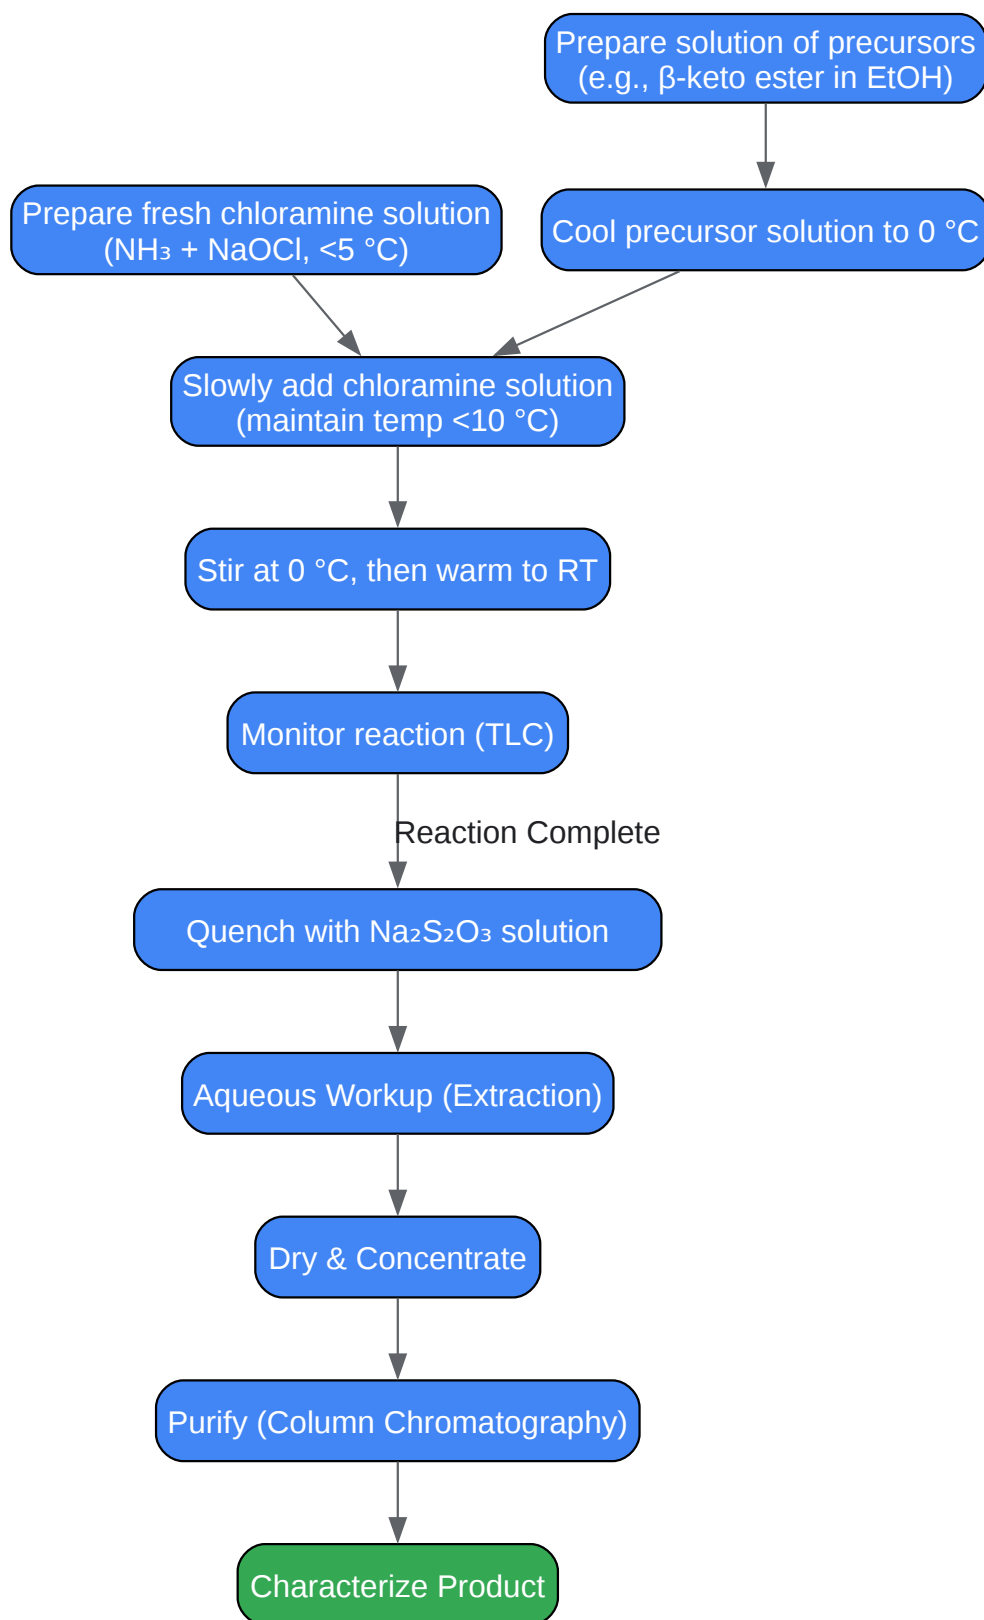 Prepare solution of precursors
(e.g., β-keto ester in EtOH)
Prepare fresh chloramine solution
(NH₃ + NaOCl, <5 °C)
Cool precursor solution to 0 °C
Slowly add chloramine solution
(maintain temp <10 °C)
Stir at 0 °C, then warm to RT
Monitor reaction (TLC)
Reaction Complete
Quench with Na₂S₂O₃ solution
Aqueous Workup (Extraction)
Dry & Concentrate
Purify (Column Chromatography)
Characterize Product